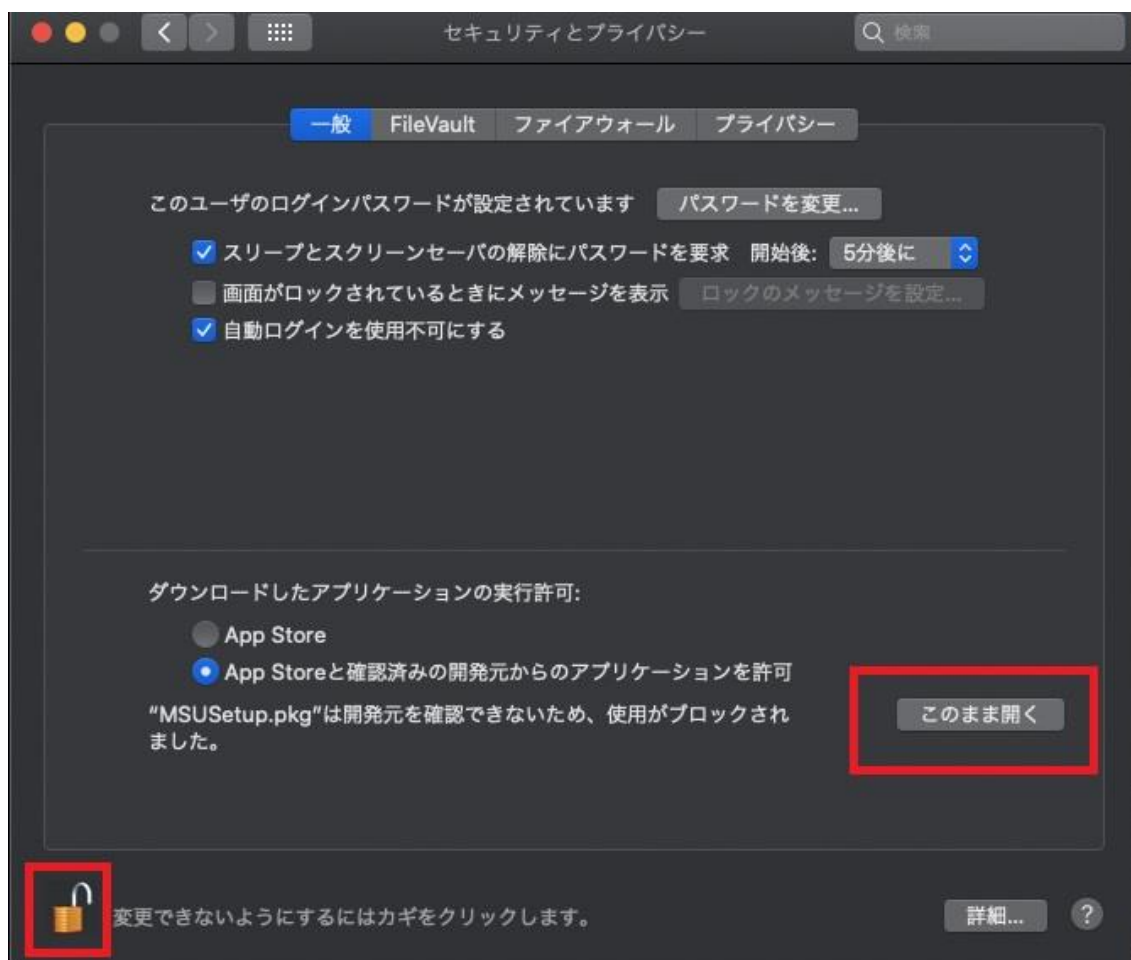 セキュリティとプライバシー
検索
一般 FileVault ファイアウォール プライバシー
このユーザのログインパスワードが設定されています パスワードを変更...
スリープとスクリーンセーバの解除にパスワードを要求 開始後: 5分後に
画面がロックされているときにメッセージを表示 ロックのメッセージを設定...
自動ログインを使用不可にする
ダウンロードしたアプリケーションの実行許可:
App Store
App Storeと確認済みの開発元からのアプリケーションを許可
“MSUSetup.pkg”は開発元を確認できないため、使用がブロックされ
ました。
このまま開く
変更できないようにするにはカギをクリックします。
詳細... ?